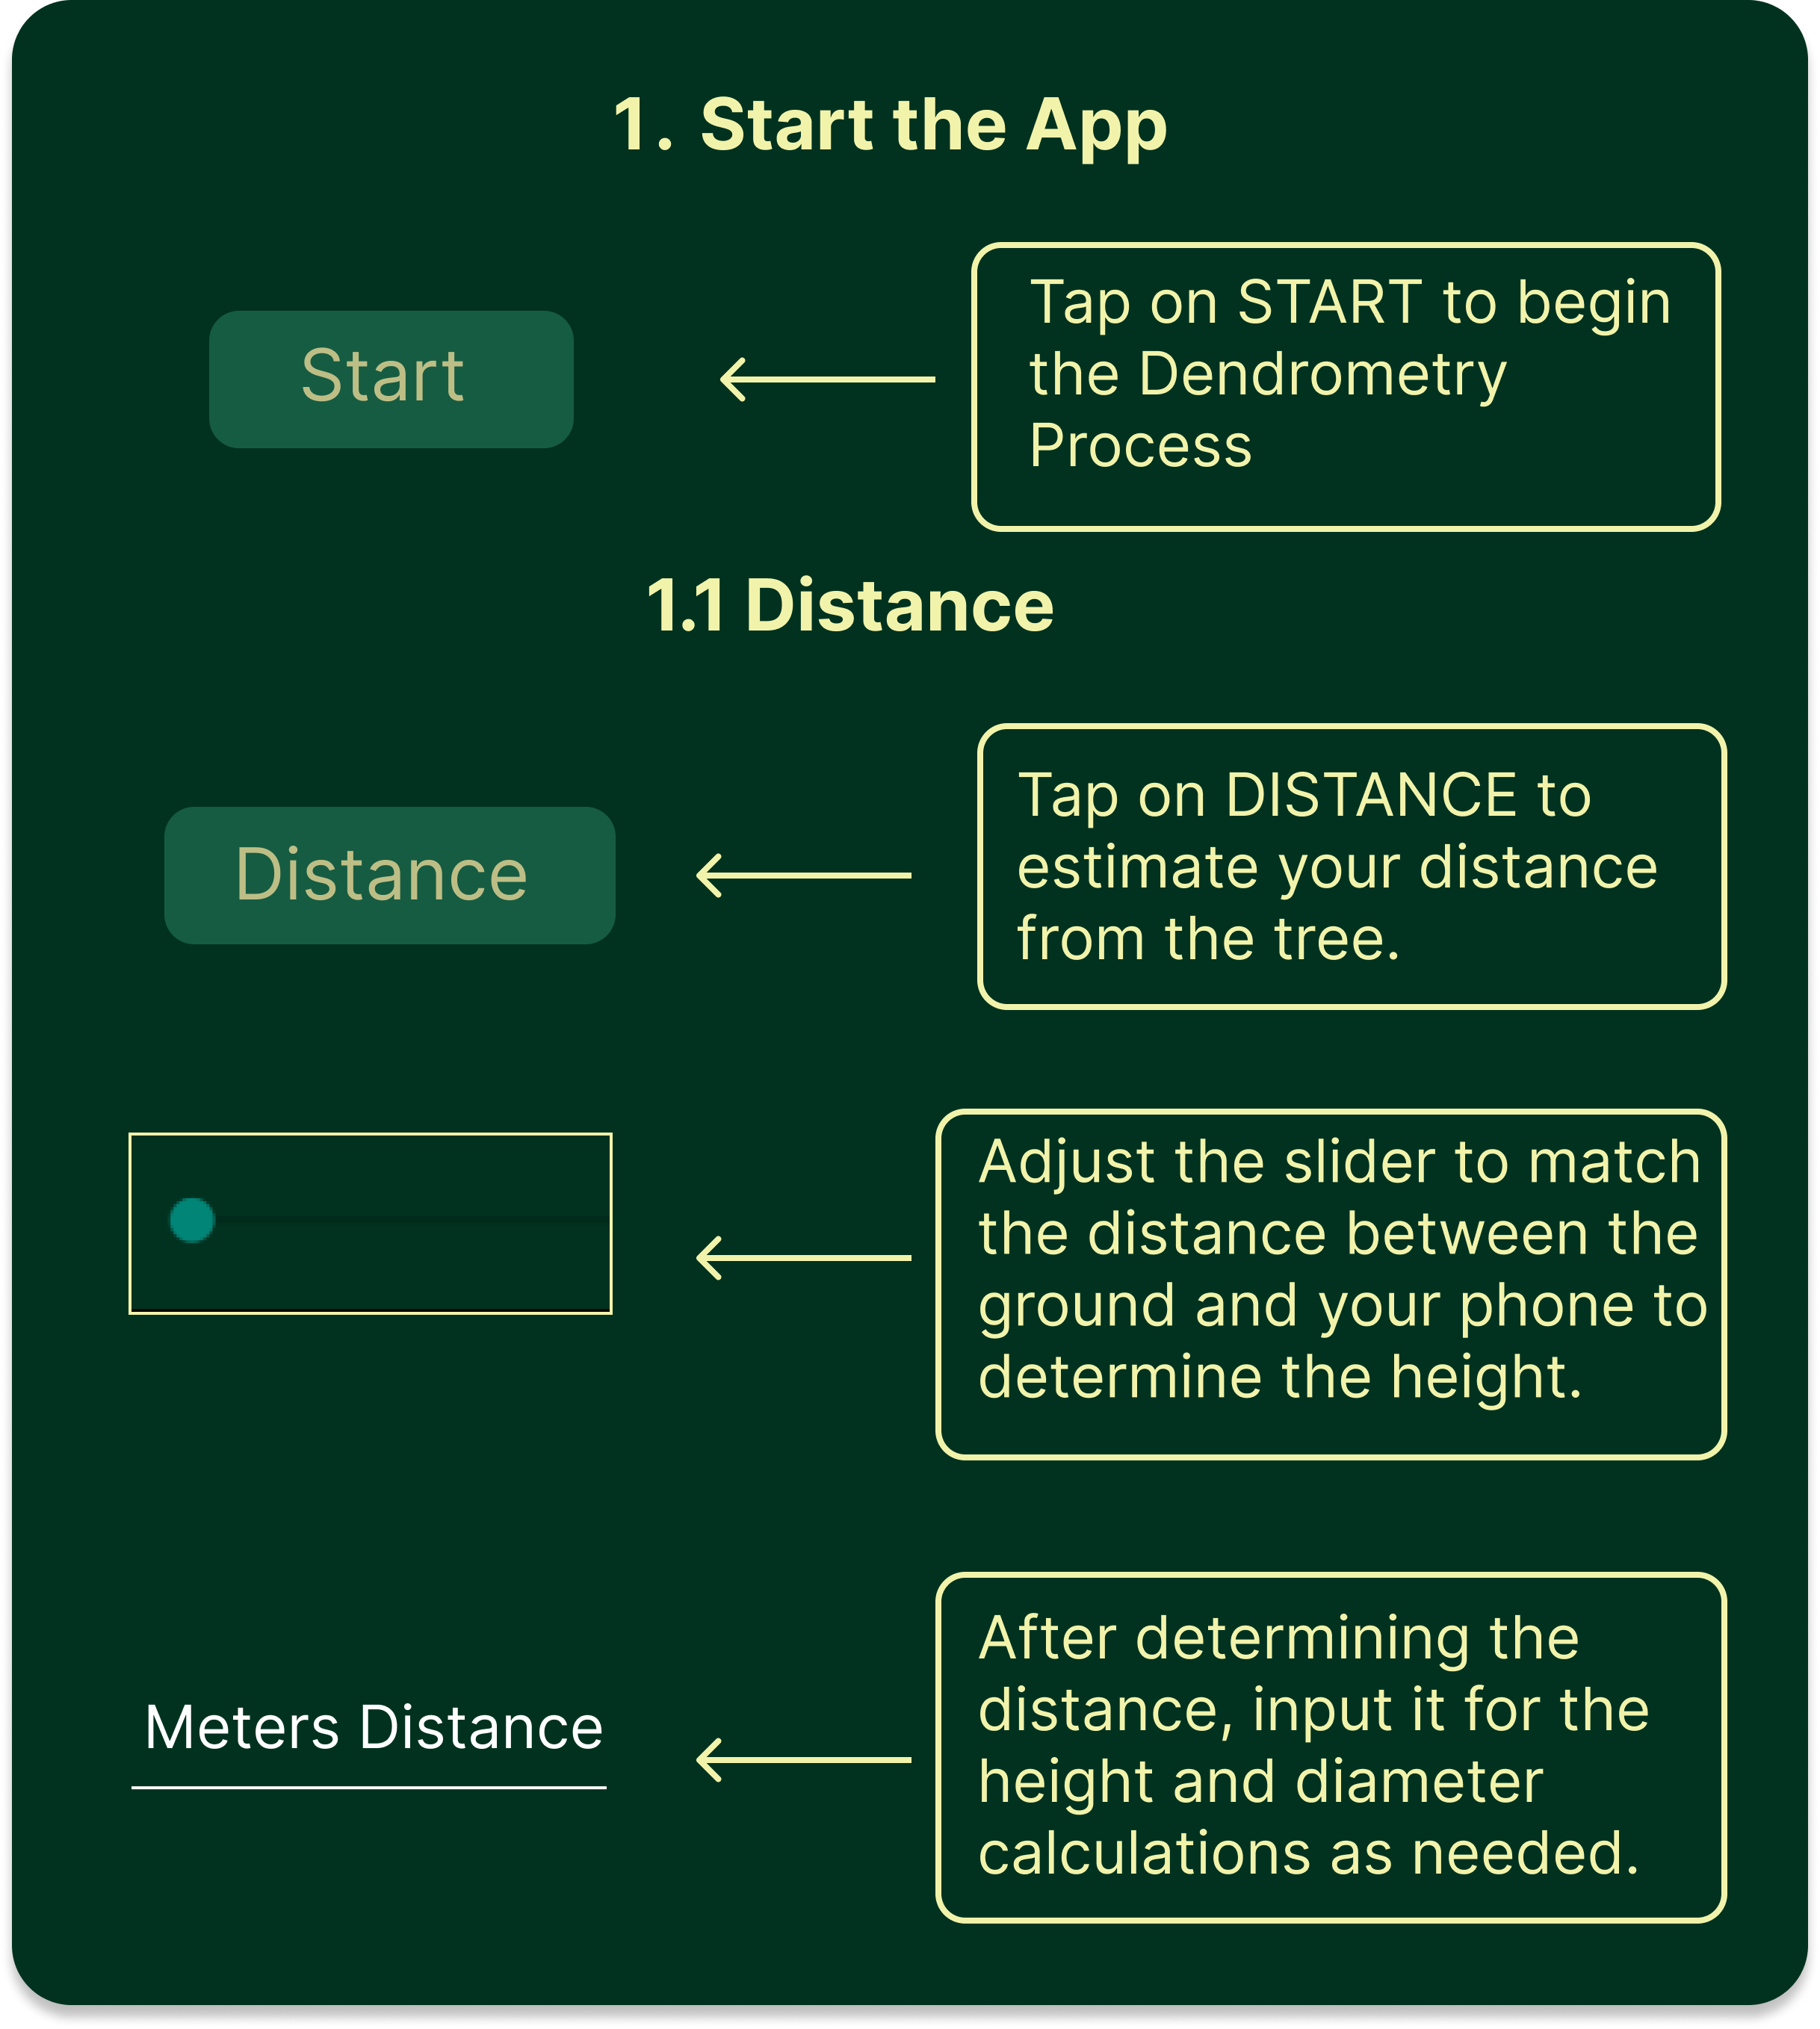 1. Start the App
Start
Tap on START to begin
the Dendrometry
Process
1.1 Distance
Distance
Tap on DISTANCE to
estimate your distance
from the tree.
Adjust the slider to match
the distance between the
ground and your phone to
determine the height.
Meters Distance
After determining the
distance, input it for the
height and diameter
calculations as needed.